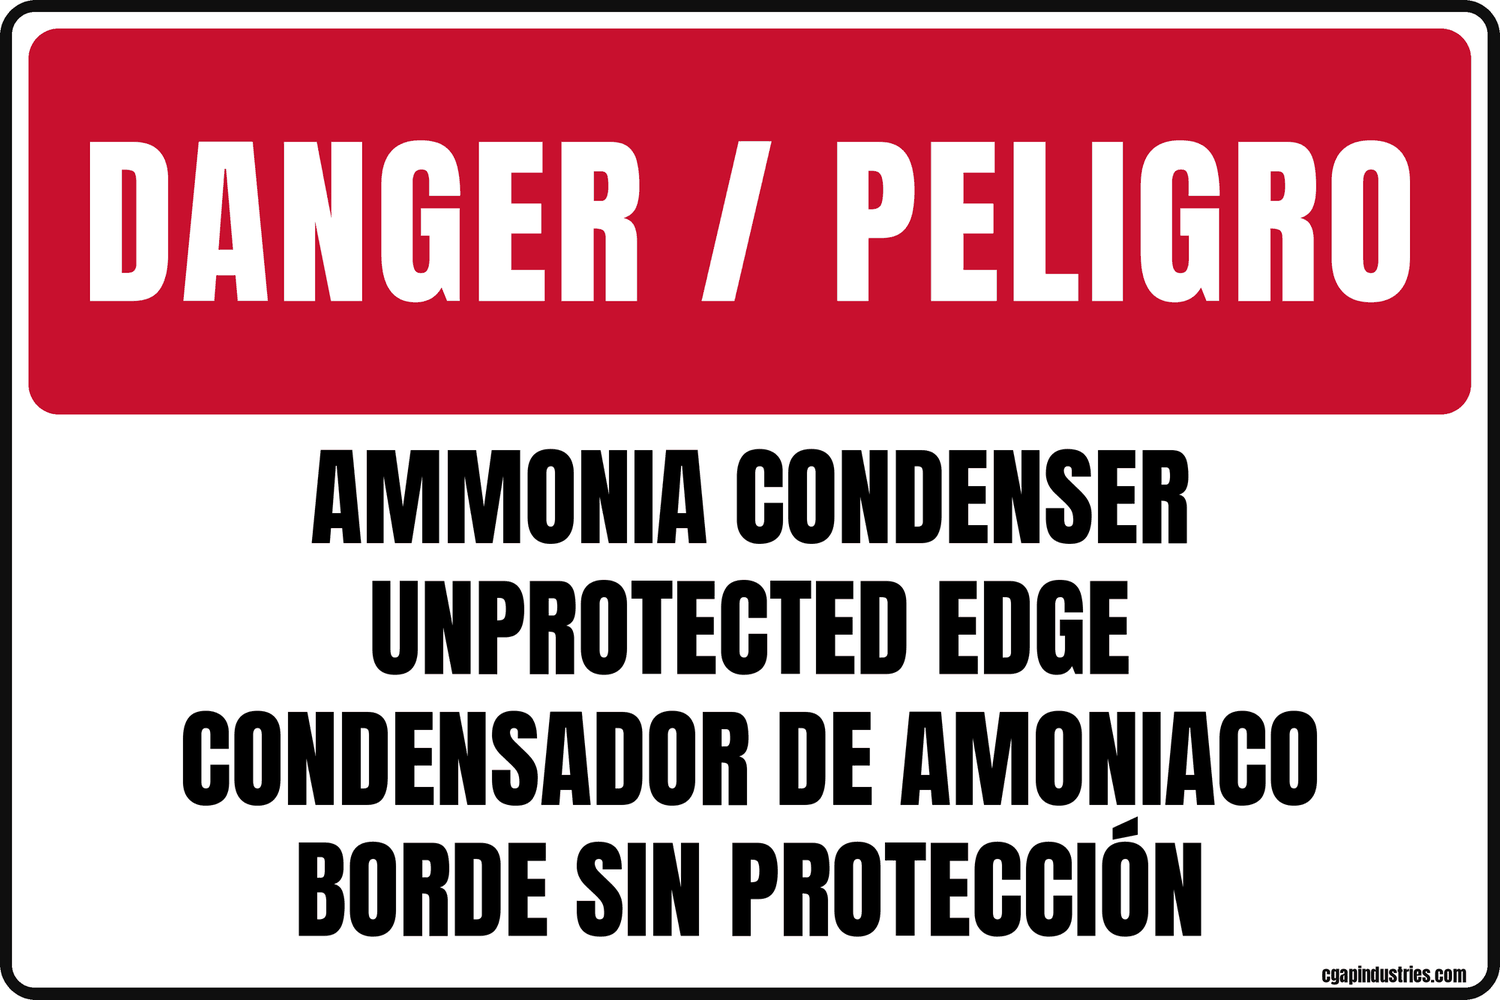 DANGER / PELIGRO
AMMONIA CONDENSER
UNPROTECTED EDGE
CONDENSADOR DE AMONIACO
BORDE SIN PROTECCIÓN
cgapindustries.com